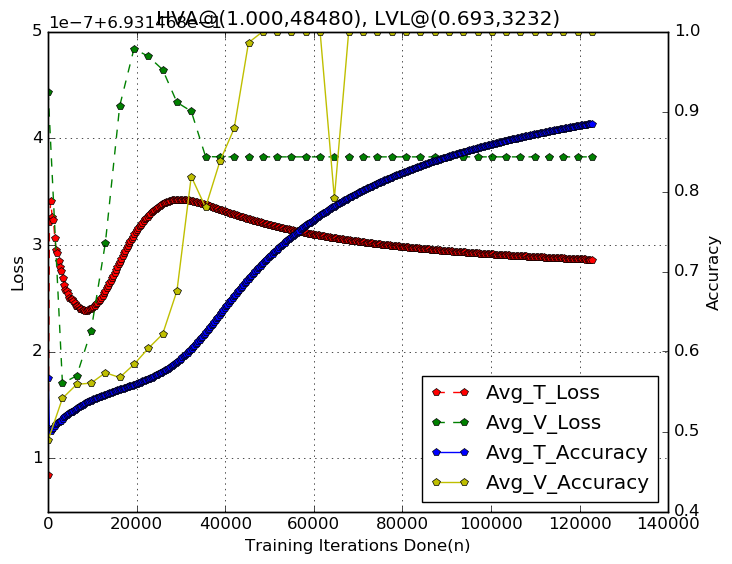 HVA@(1.000,48480), LVL@(0.693,3232)
1e-7+6.931468e-1
5
4
3
2
1
Loss
1.0
0.9
0.8
0.7
0.6
0.5
0.4
Accuracy
Avg_T_Loss
Avg_V_Loss
Avg_T_Accuracy
Avg_V_Accuracy
0 20000 40000 60000 80000 100000 120000 140000
Training Iterations Done(n)